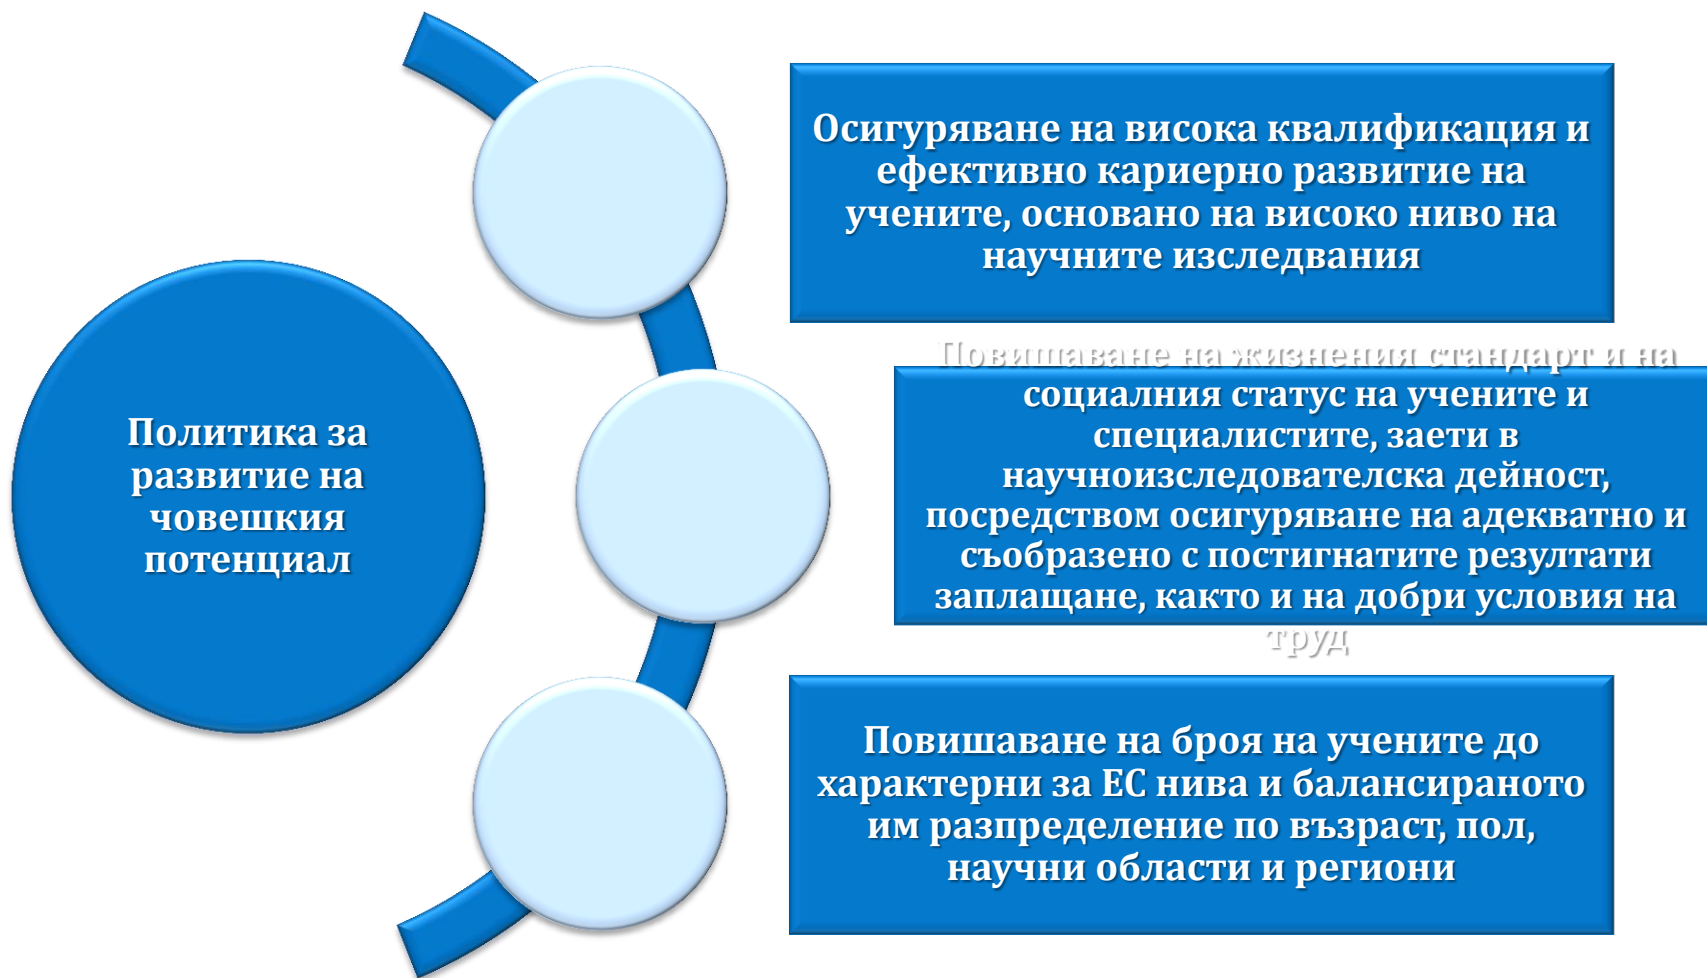 Политика за
развитие на
човешкия
потенциал
Осигуряване на висока квалификация и
ефективно кариерно развитие на
учените, основано на високо ниво на
научните изследвания
Повишаване на жизнения стандарт и на
социалния статус на учените и
специалистите, заети в
научноизследователска дейност,
посредством осигуряване на адекватно и
съобразено с постигнатите резултати
заплащане, както и на добри условия на
труд
Повишаване на броя на учените до
характерни за ЕС нива и балансираното
им разпределение по възраст, пол,
научни области и региони